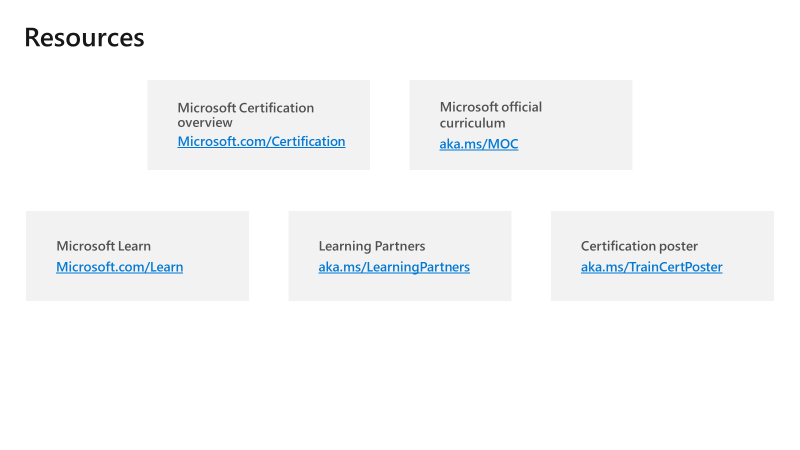 Resources
Microsoft Certification
overview
Microsoft.com/Certification
Microsoft official
curriculum
aka.ms/MOC
Microsoft Learn
Microsoft.com/Learn
Learning Partners
aka.ms/LearningPartners
Certification poster
aka.ms/TrainCertPoster